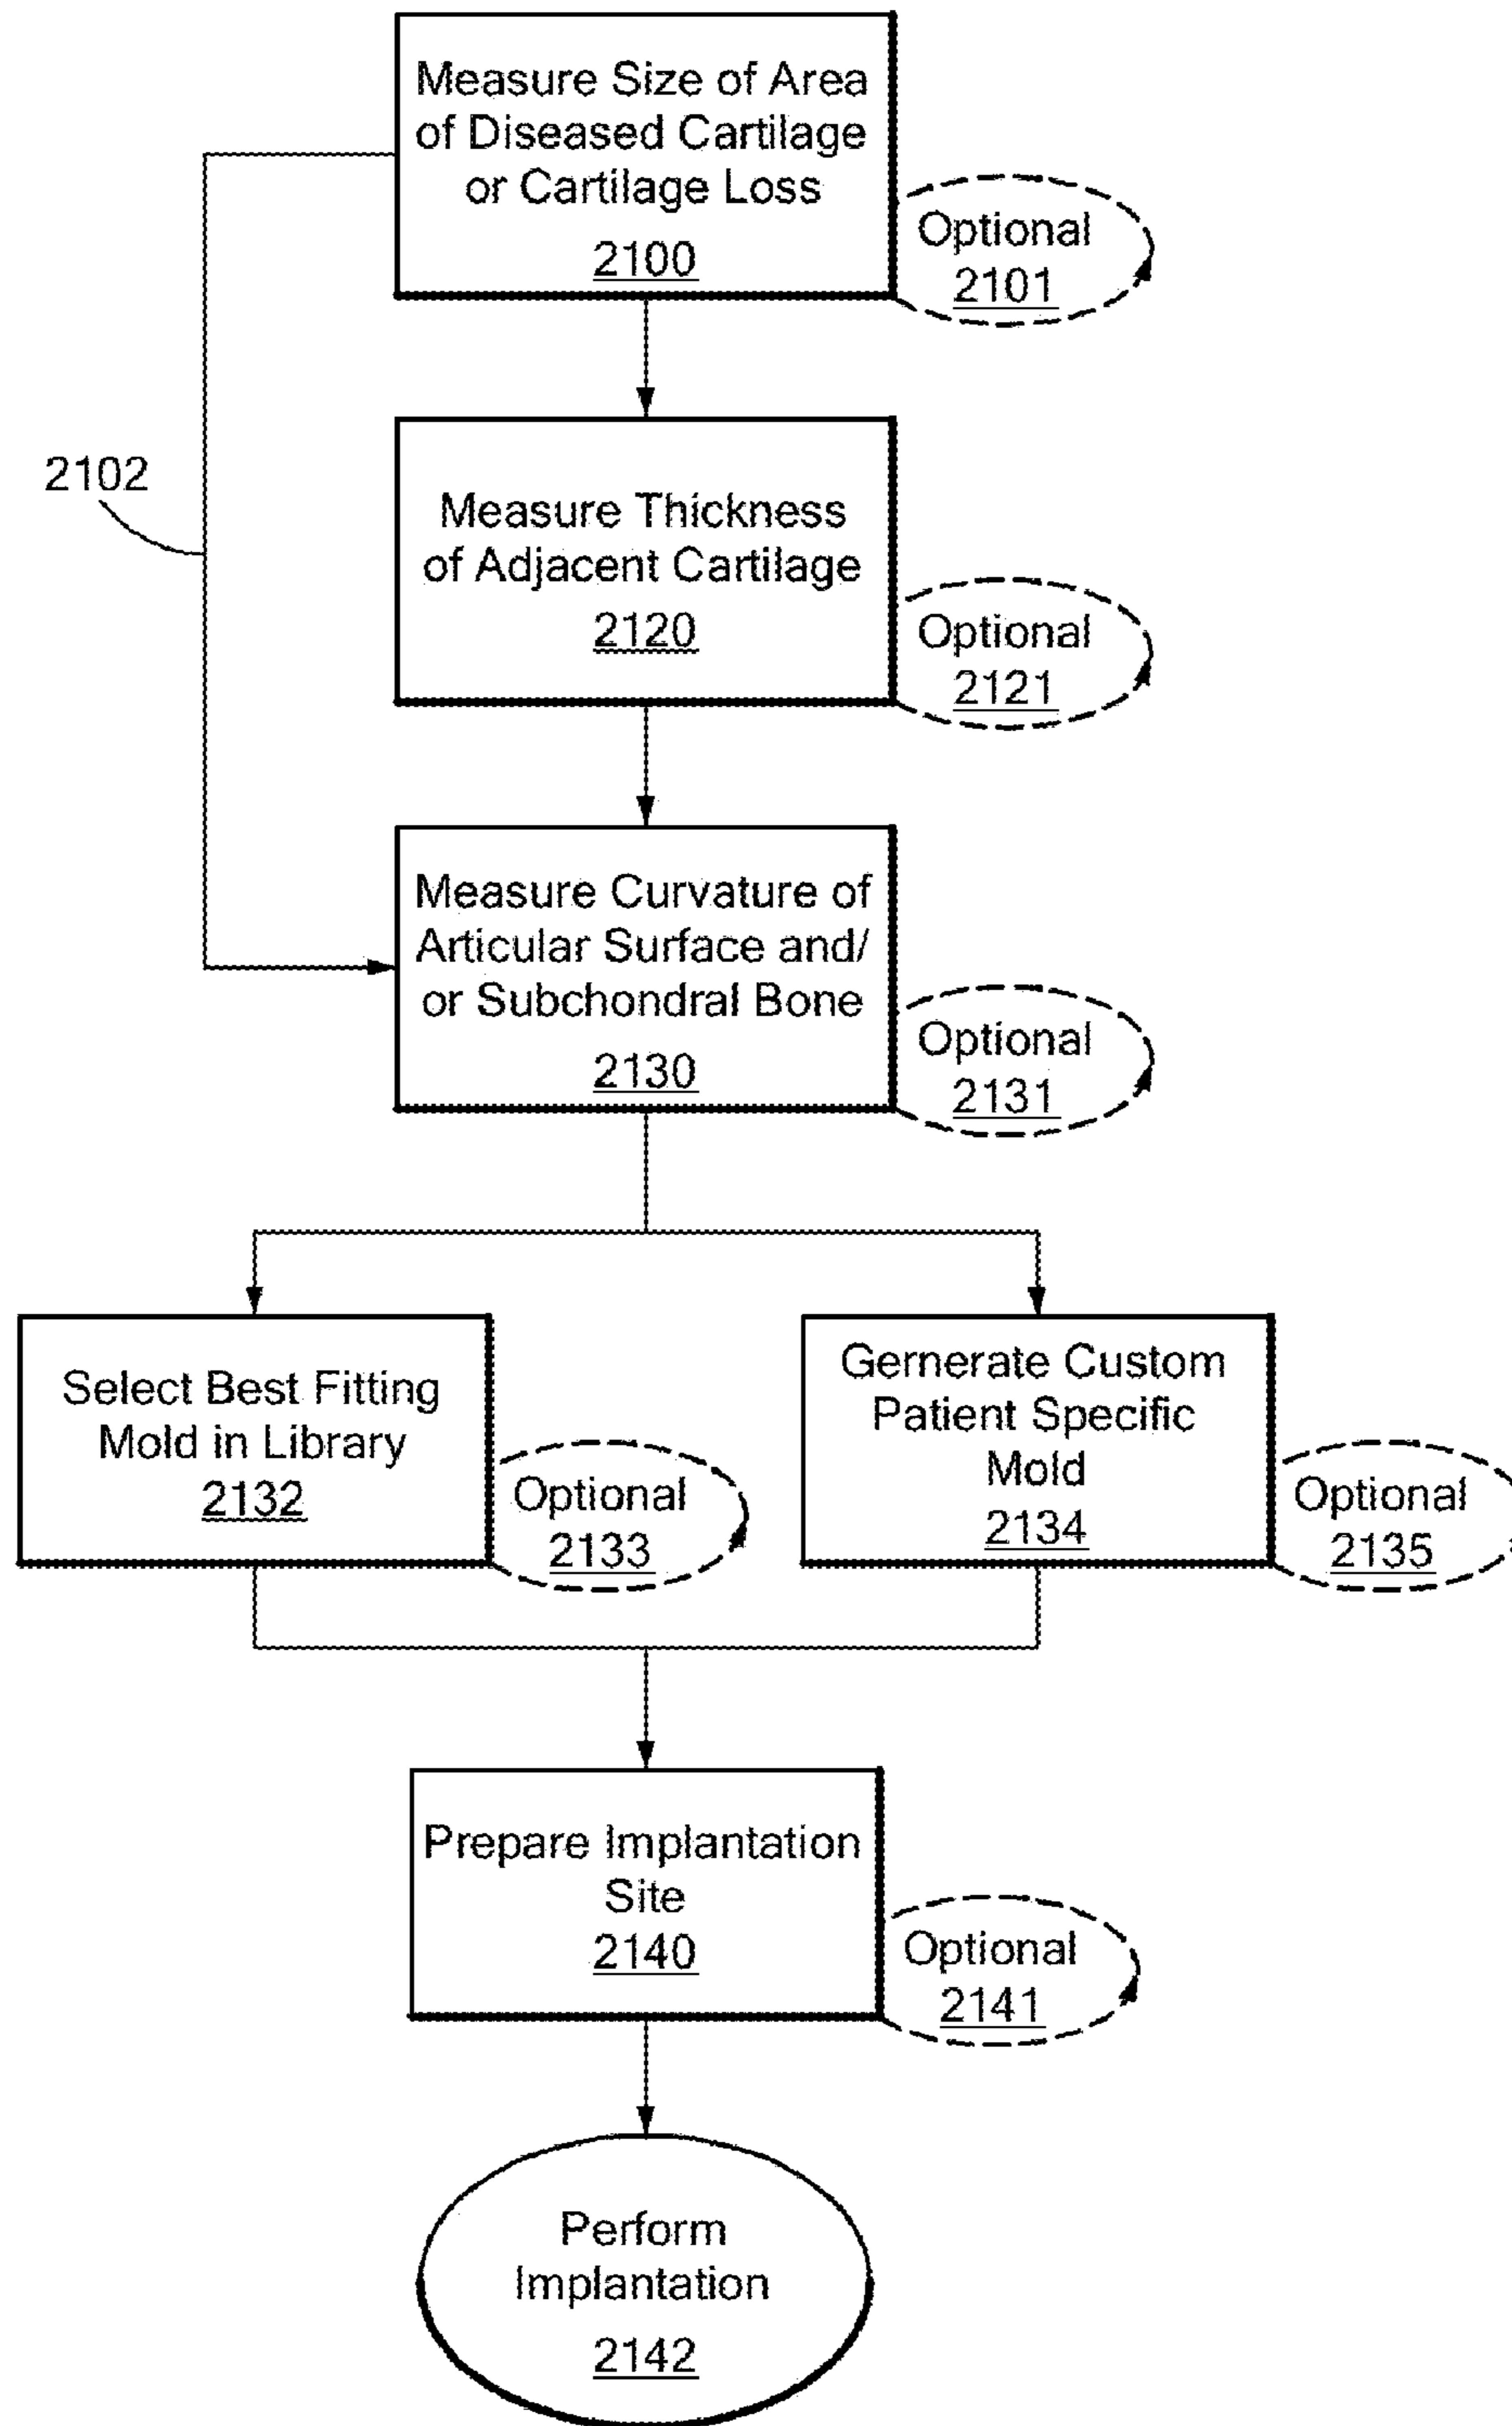 Measure Size of Area
of Diseased Cartilage
or Cartilage Loss
2100
Optional
2101
2102
Measure Thickness
of Adjacent Cartilage
2120
Optional
2121
Measure Curvature of
Articular Surface and/
or Subchondral Bone
2130
Optional
2131
Select Best Fitting
Mold in Library
2132
Optional
2133
Gernerate Custom
Patient Specific
Mold
2134
Optional
2135
Prepare Implantation
Site
2140
Optional
2141
Perform
Implantation
2142